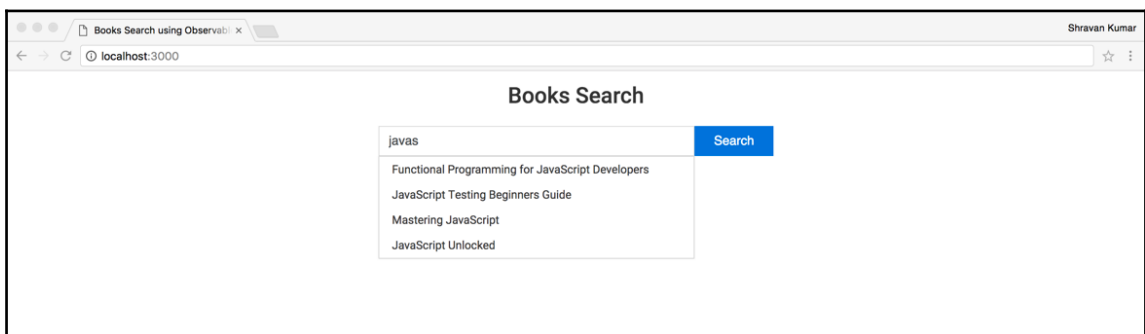 Books Search using Observabl
Shravan Kumar
localhost:3000
Books Search
javas
Search
Functional Programming for JavaScript Developers
JavaScript Testing Beginners Guide
Mastering JavaScript
JavaScript Unlocked